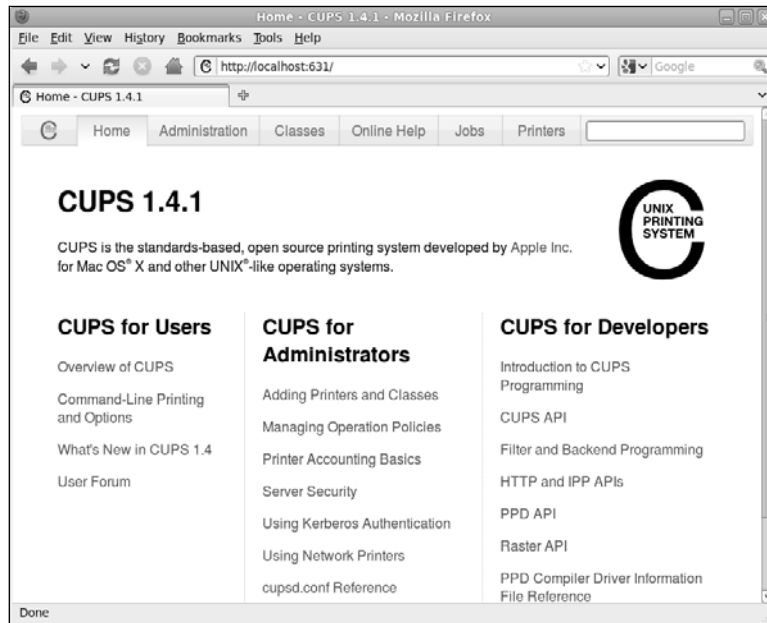 Home - CUPS 1.4.1 - Mozilla Firefox
File Edit View History Bookmarks Tools Help
http://localhost:631/
Google
Home - CUPS 1.4.1
Home Administration Classes Online Help Jobs Printers
CUPS 1.4.1
CUPS is the standards-based, open source printing system developed by Apple Inc.
for Mac OS® X and other UNIX®-like operating systems.
UNIX
PRINTING
SYSTEM
CUPS for Users
Overview of CUPS
Command-Line Printing
and Options
What's New in CUPS 1.4
User Forum
CUPS for
Administrators
Adding Printers and Classes
Managing Operation Policies
Printer Accounting Basics
Server Security
Using Kerberos Authentication
Using Network Printers
cupsd.conf Reference
CUPS for Developers
Introduction to CUPS
Programming
CUPS API
Filter and Backend Programming
HTTP and IPP APIs
PPD API
Raster API
PPD Compiler Driver Information
File Reference
Done